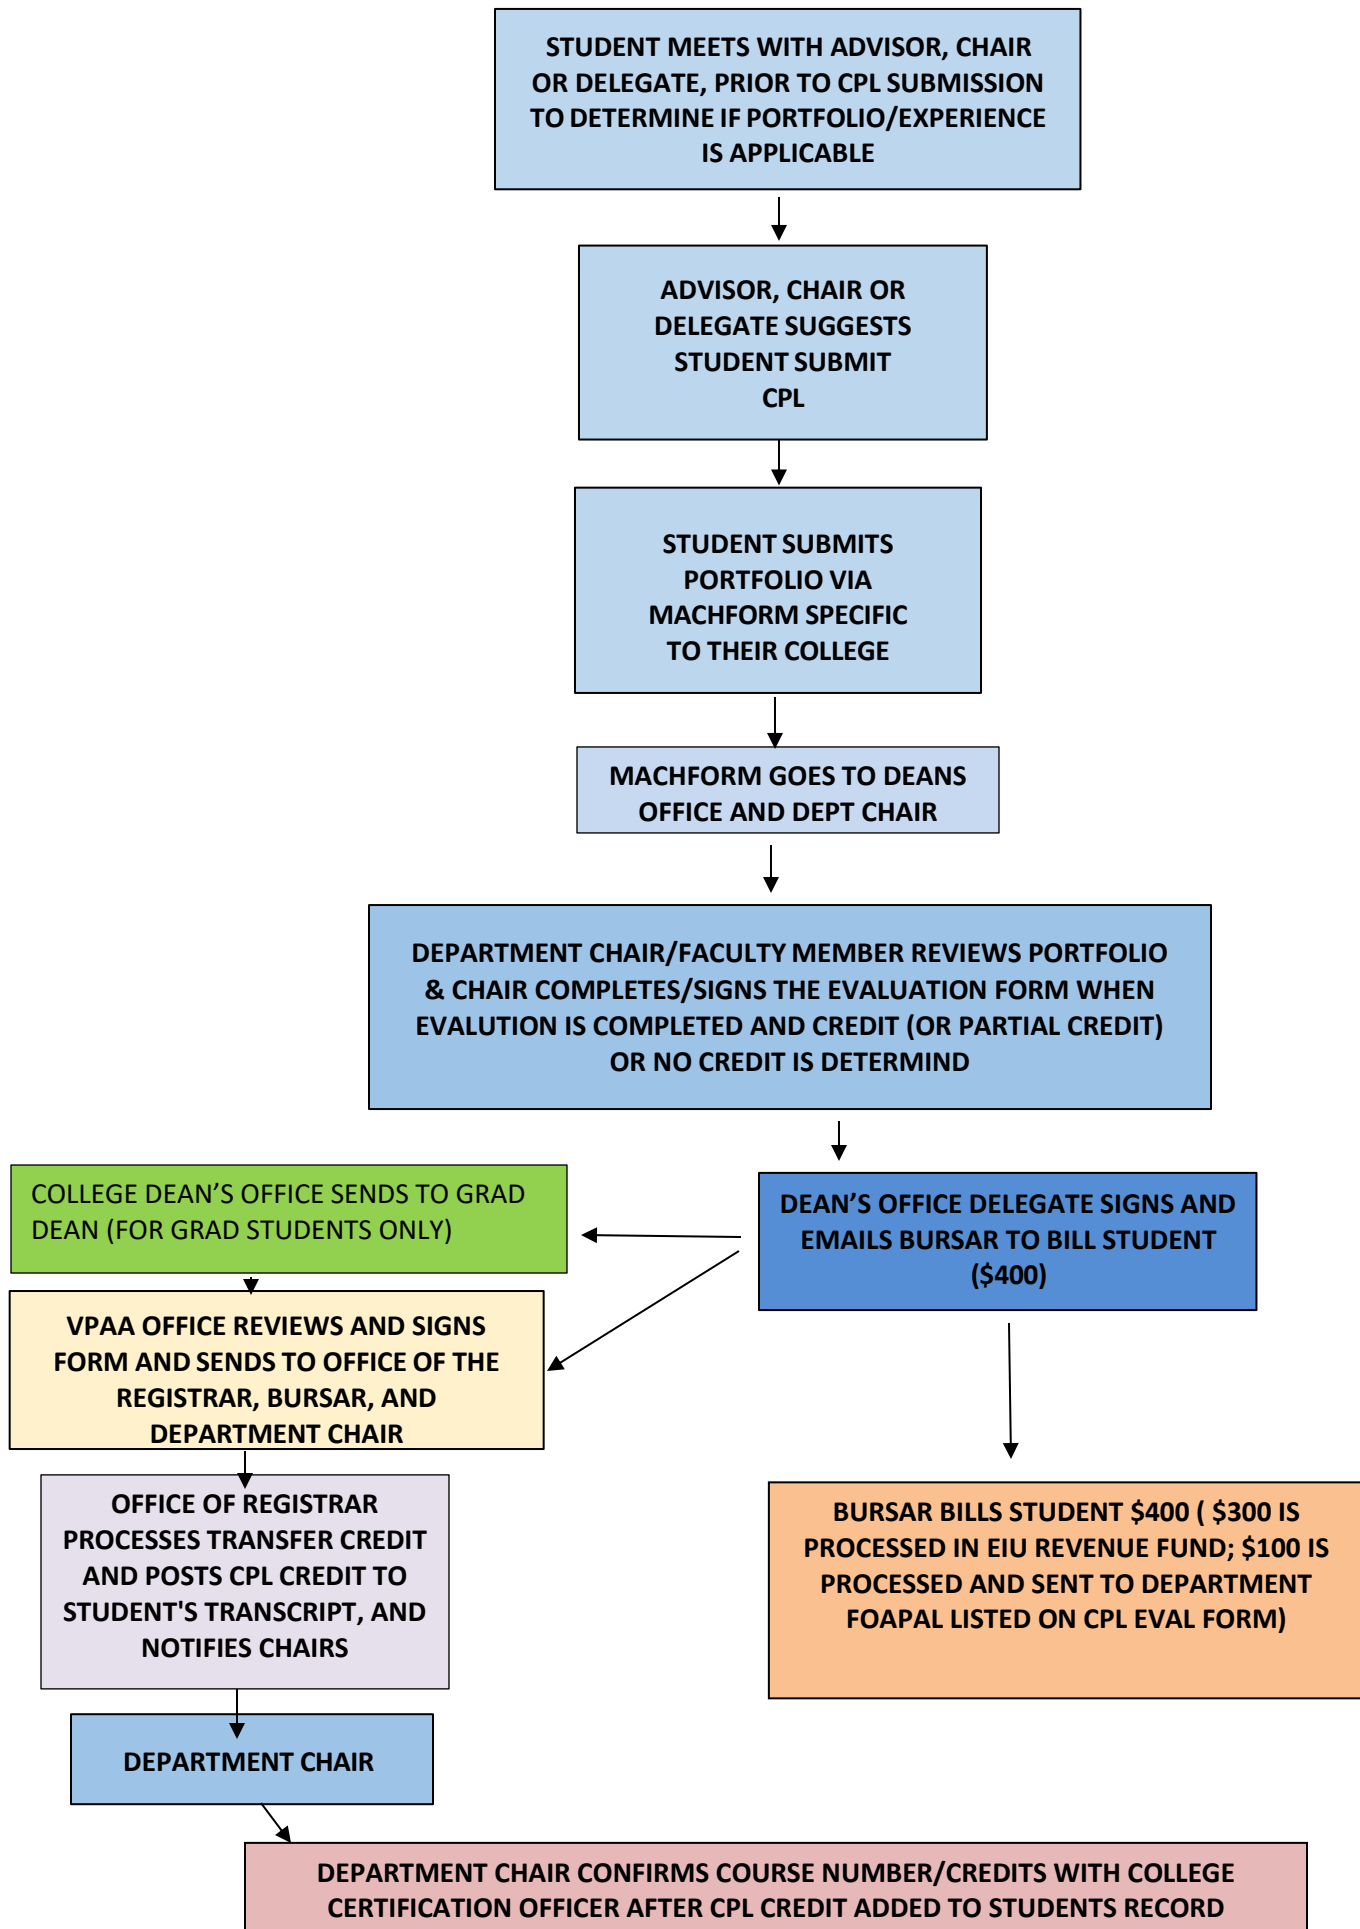 STUDENT MEETS WITH ADVISOR, CHAIR
OR DELEGATE, PRIOR TO CPL SUBMISSION
TO DETERMINE IF PORTFOLIO/EXPERIENCE
IS APPLICABLE
ADVISOR, CHAIR OR
DELEGATE SUGGESTS
STUDENT SUBMIT
CPL
STUDENT SUBMITS
PORTFOLIO VIA
MACHFORM SPECIFIC
TO THEIR COLLEGE
MACHFORM GOES TO DEANS
OFFICE AND DEPT CHAIR
DEPARTMENT CHAIR/FACULTY MEMBER REVIEWS PORTFOLIO
& CHAIR COMPLETES/SIGNS THE EVALUATION FORM WHEN
EVALUTION IS COMPLETED AND CREDIT (OR PARTIAL CREDIT)
OR NO CREDIT IS DETERMIND
COLLEGE DEAN’S OFFICE SENDS TO GRAD
DEAN (FOR GRAD STUDENTS ONLY)
DEAN’S OFFICE DELEGATE SIGNS AND
EMAILS BURSAR TO BILL STUDENT
($400)
VPAA OFFICE REVIEWS AND SIGNS
FORM AND SENDS TO OFFICE OF THE
REGISTRAR, BURSAR, AND
DEPARTMENT CHAIR
OFFICE OF REGISTRAR
PROCESSES TRANSFER CREDIT
AND POSTS CPL CREDIT TO
STUDENT'S TRANSCRIPT, AND
NOTIFIES CHAIRS
BURSAR BILLS STUDENT $400 ( $300 IS
PROCESSED IN EIU REVENUE FUND; $100 IS
PROCESSED AND SENT TO DEPARTMENT
FOAPAL LISTED ON CPL EVAL FORM)
DEPARTMENT CHAIR
DEPARTMENT CHAIR CONFIRMS COURSE NUMBER/CREDITS WITH COLLEGE
CERTIFICATION OFFICER AFTER CPL CREDIT ADDED TO STUDENTS RECORD